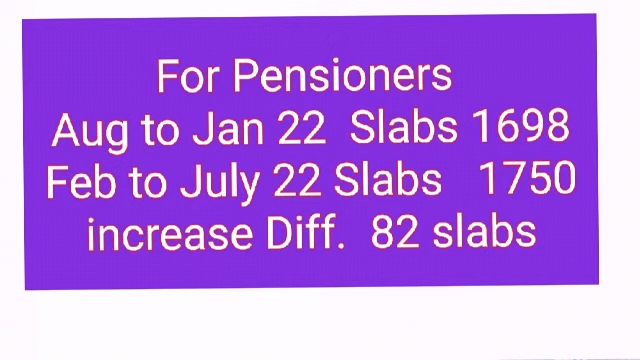 For Pensioners
Aug to Jan 22 Slabs 1698
Feb to July 22 Slabs 1750
increase Diff. 82 slabs